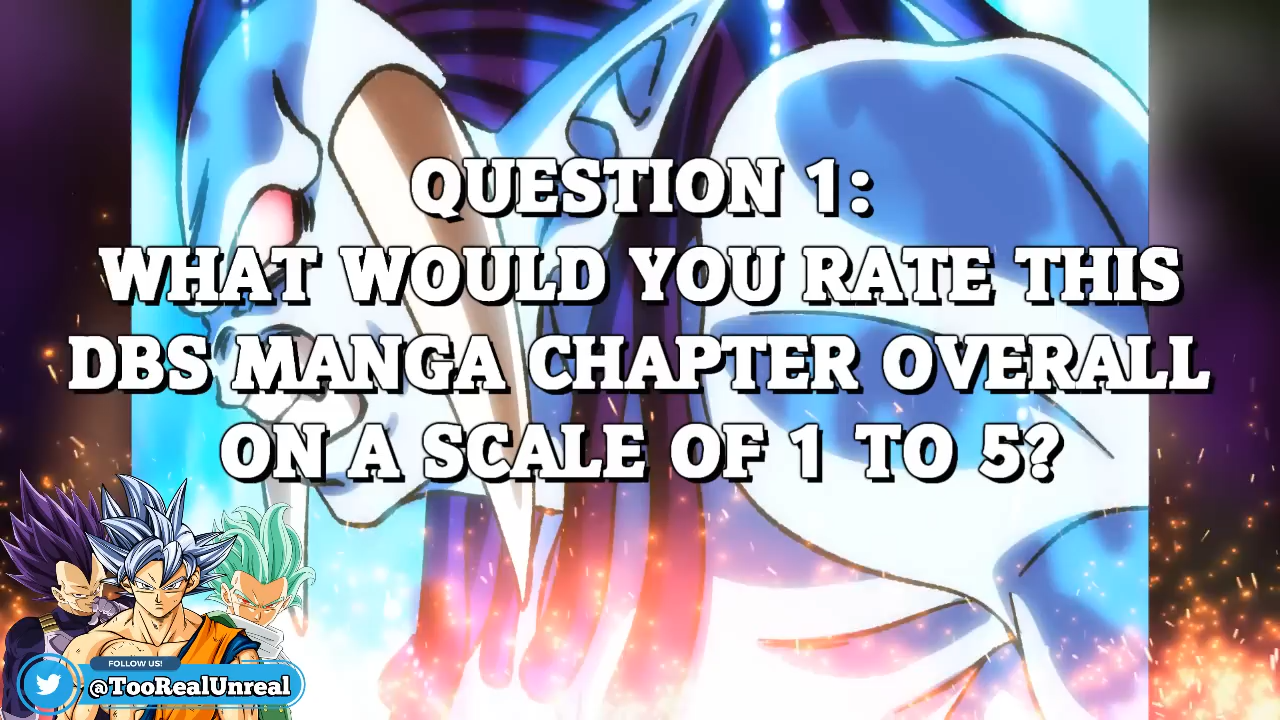 QUESTION 1:
WHAT WOULD YOU RATE THIS
DBS MANGA CHAPTER OVERALL
ON A SCALE OF 1 TO 5?
FOLLOW US!
@TooRealUnreal